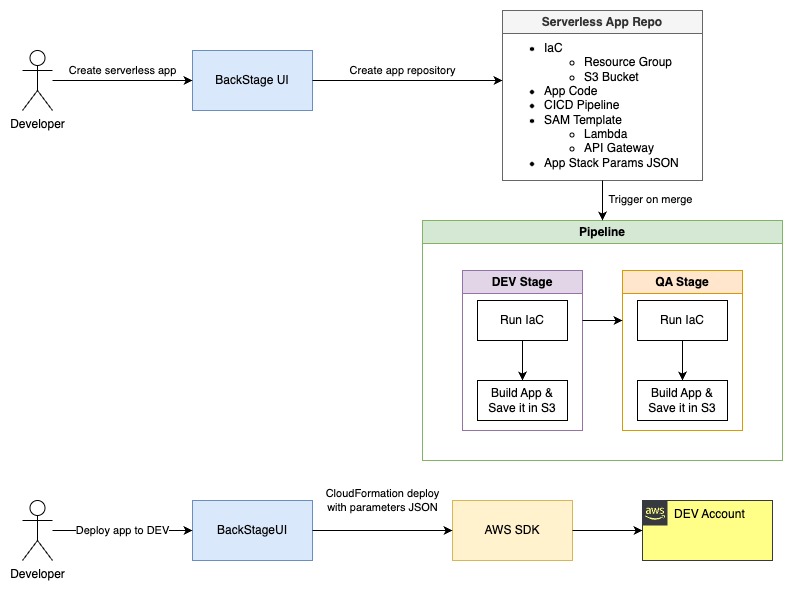 Serverless App Repo
Create serverless app
BackStage UI
Create app repository
Developer
IaC
Resource Group
S3 Bucket
App Code
CICD Pipeline
SAM Template
Lambda
API Gateway
App Stack Params JSON
Trigger on merge
Pipeline
DEV Stage
Run IaC
Build App &
Save it in S3
QA Stage
Run IaC
Build App &
Save it in S3
Deploy app to DEV
Developer
BackStageUI
CloudFormation deploy
with parameters JSON
AWS SDK
aws
DEV Account